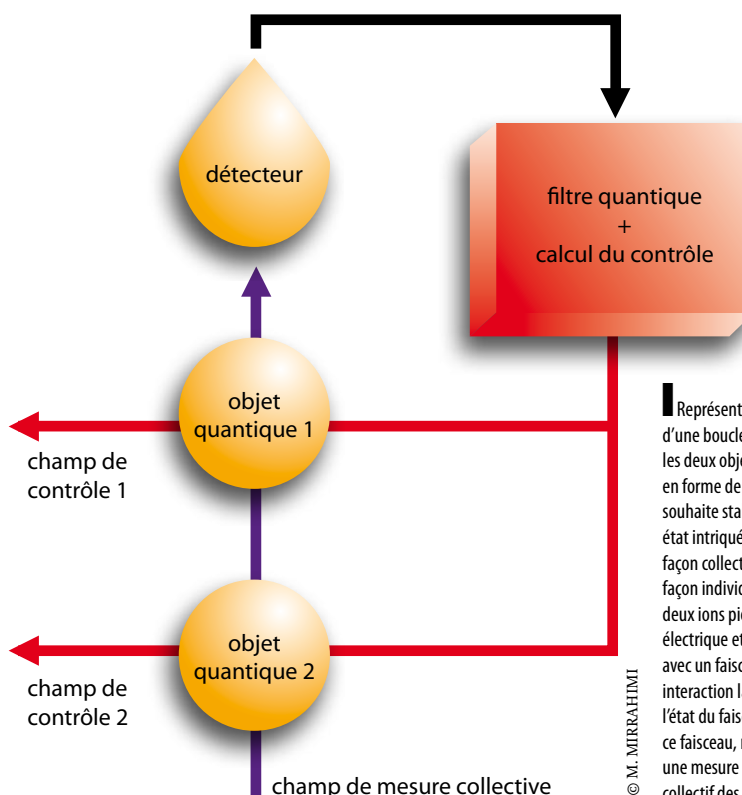 détecteur
filtre quantique
+
calcul du contrôle
objet
quantique 1
champ de
contrôle 1
objet
quantique 2
champ de
contrôle 2
champ de mesure collective
© M. MIRRAHIMI
Représent
d'une boucle
les deux obje
en forme de
souhaite sta
état intriqué
façon collect
façon individ
deux ions pié
électrique et
avec un faisc
interaction l
l'état du fais
ce faisceau,
une mesure
collectif des